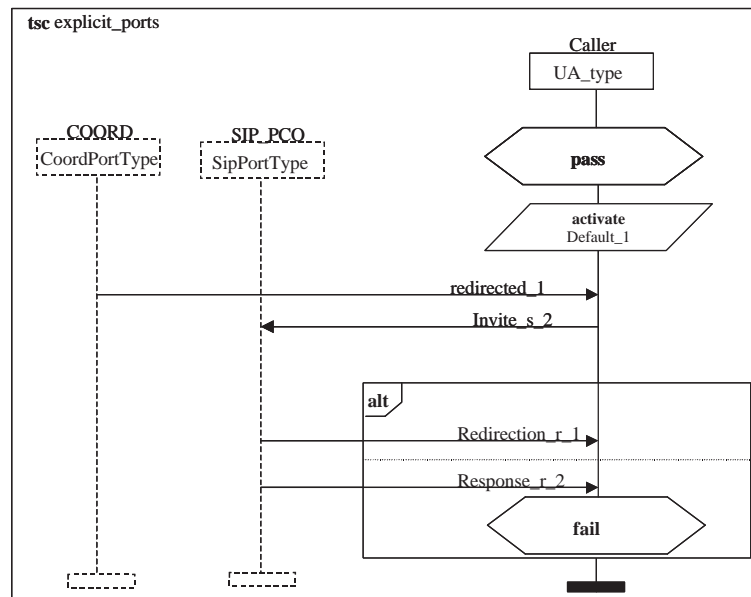 tsc explicit_ports
Caller
UA_type
COORD
CoordPortType
SIP_PCO
SipPortType
pass
activate
Default_1
redirected_1
Invite_s_2
alt
Redirection_r_1
Response_r_2
fail